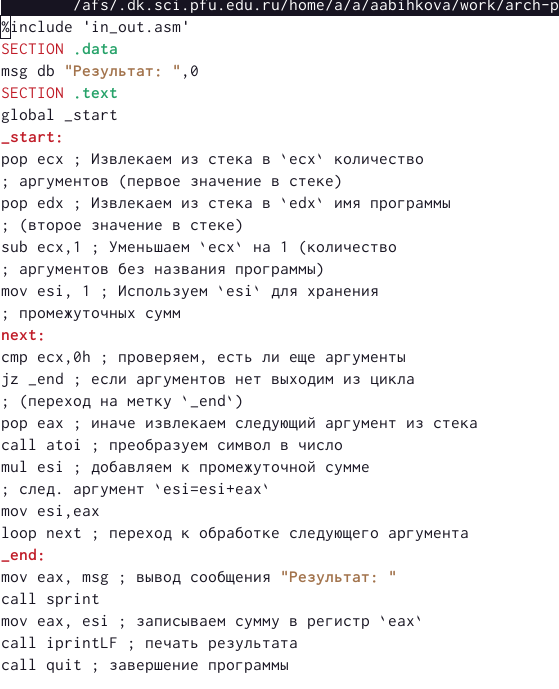 /afs/.dk.sci.pfu.edu.ru/home/a/a/aabihkova/work/arch-p
%include 'in_out.asm'
SECTION .data
msg db "Результат: ",0
SECTION .text
global _start
_start:
pop ecx ; Извлекаем из стека в `ecx` количество
; аргументов (первое значение в стеке)
pop edx ; Извлекаем из стека в `edx` имя программы
; (второе значение в стеке)
sub ecx,1 ; Уменьшаем `ecx` на 1 (количество
; аргументов без названия программы)
mov esi, 1 ; Используем `esi` для хранения
; промежуточных сумм
next:
cmp ecx,0h ; проверяем, есть ли еще аргументы
jz _end ; если аргументов нет выходим из цикла
; (переход на метку `_end`)
pop eax ; иначе извлекаем следующий аргумент из стека
call atoi ; преобразуем символ в число
mul esi ; добавляем к промежуточной сумме
; след. аргумент `esi=esi+eax`
mov esi,eax
loop next ; переход к обработке следующего аргумента
_end:
mov eax, msg ; вывод сообщения "Результат: "
call sprint
mov eax, esi ; записываем сумму в регистр `eax`
call iprintLF ; печать результата
call quit ; завершение программы